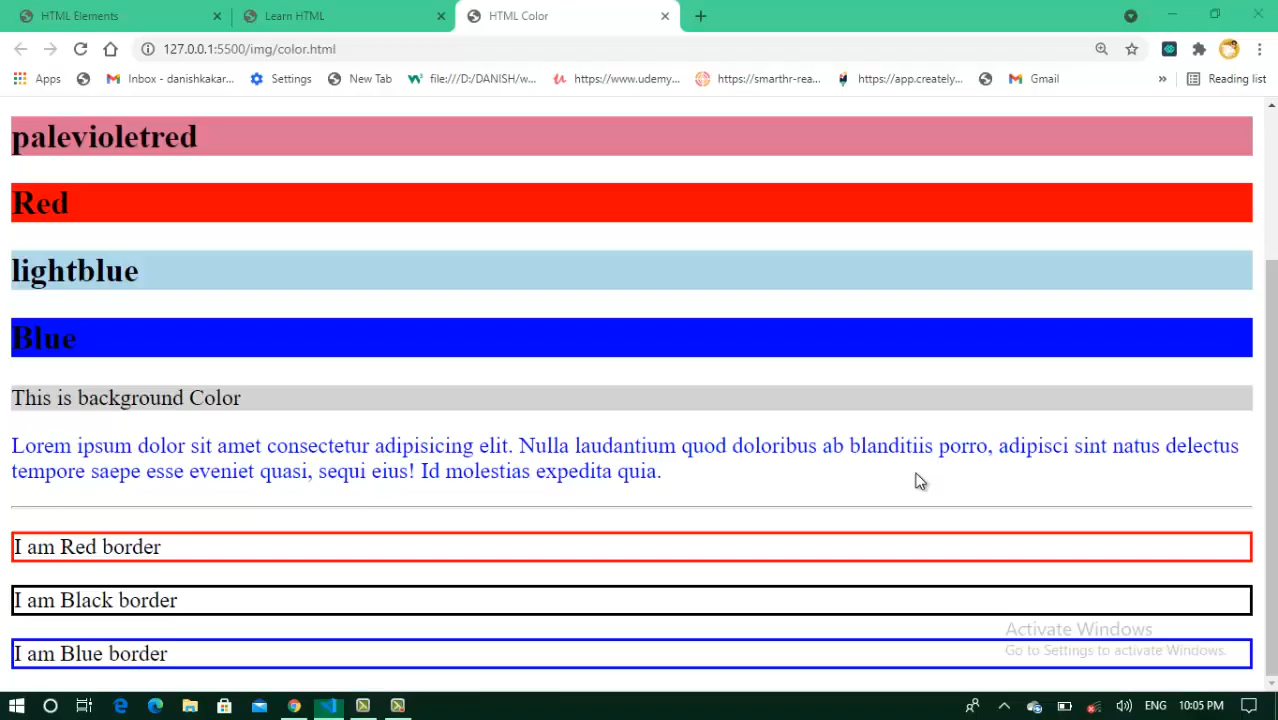 HTML Elements
Learn HTML
HTML Color
127.0.0.1:5500/img/color.html
Apps
Inbox - danishkakar...
Settings
New Tab
file:///D:/DANISH/w...
https://www.udemy...
https://smarthr-rea...
https://app.creately...
Gmail
»
Reading list
palevioletred
Red
lightblue
Blue
This is background Color
Lorem ipsum dolor sit amet consectetur adipisicing elit. Nulla laudantium quod doloribus ab blanditiis porro, adipisci sint natus delectus
tempore saepe esse eveniet quasi, sequi eius! Id molestias expedita quia.
I am Red border
I am Black border
I am Blue border
Activate Windows
Go to Settings to activate Windows.
ENG
10:05 PM